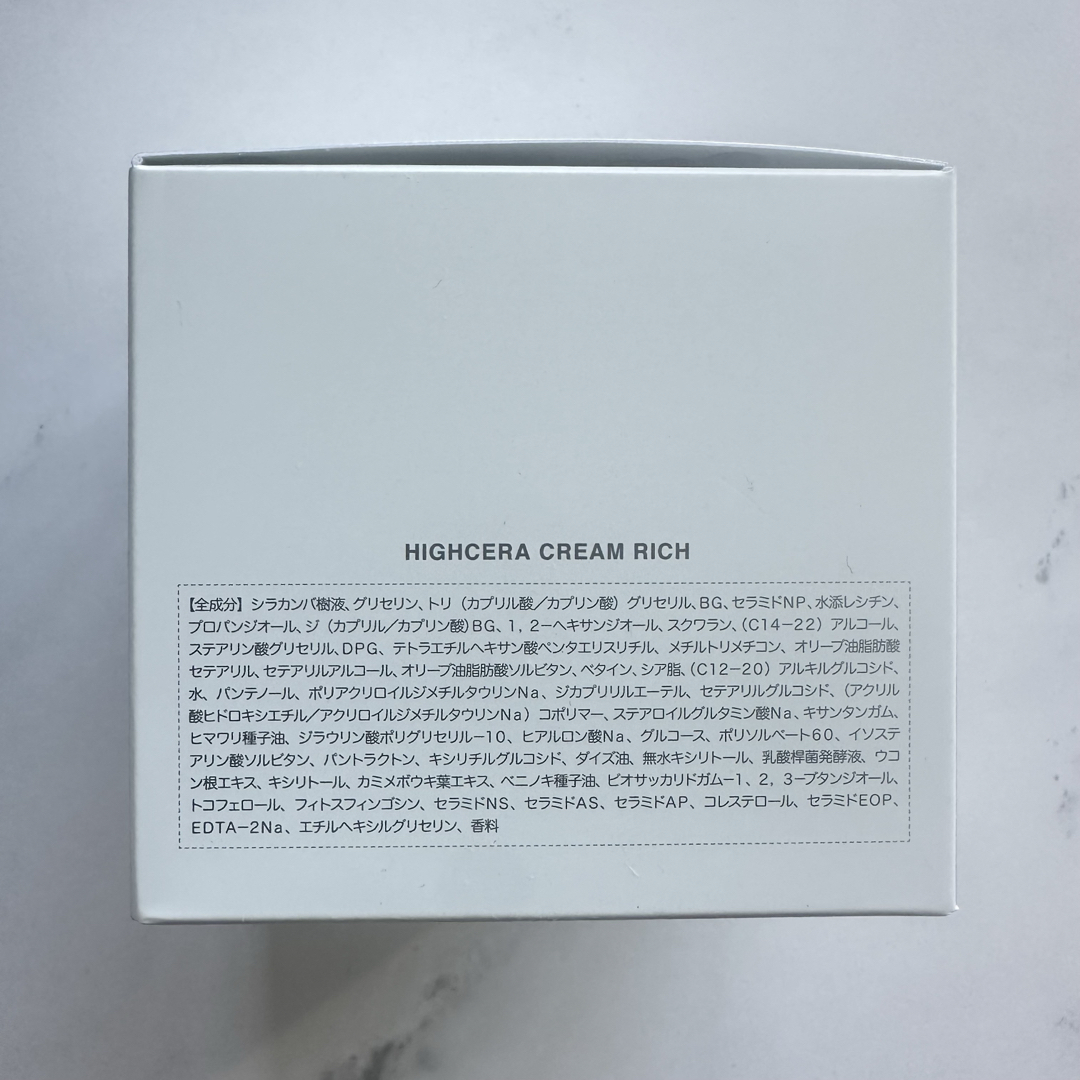 HIGHCERA CREAM RICH
【全成分】シラカンバ樹液、グリセリン、トリ（カプリル酸／カプリン酸）グリセリル、BG、セラミドNP、水添レシチン、
プロパンジオール、ジ（カプリル／カプリン酸）BG、1，2－ヘキサンジオール、スクワラン、（C14－22）アルコール、
ステアリン酸グリセリル、DPG、テトラエチルヘキサン酸ペンタエリスリチル、メチルトリメチコン、オリーブ油脂肪酸
セテアリル、セテアリルアルコール、オリーブ油脂肪酸ソルビタン、ベタイン、シア脂、（C12－20）アルキルグルコシド、
水、パンテノール、ポリアクリロイルジメチルタウリンNa、ジカプリリルエーテル、セテアリルグルコシド、（アクリル
酸ヒドロキシエチル／アクリロイルジメチルタウリンNa）コポリマー、ステアロイルグルタミン酸Na、キサンタンガム、
ヒマワリ種子油、ジラウリン酸ポリグリセリル－10、ヒアルロン酸Na、グルコース、ポリソルベート60、イソステ
アリン酸ソルビタン、パントラクトン、キシリチルグルコシド、ダイズ油、無水キシリトール、乳酸桿菌発酵液、ウコ
ン根エキス、キシリトール、カミメボウキ葉エキス、ベニノキ種子油、ビオサッカリドガム－1、2，3－ブタンジオール、
トコフェロール、フィトスフィンゴシン、セラミドNS、セラミドAS、セラミドAP、コレステロール、セラミドEOP、
EDTA－2Na、エチルヘキシルグリセリン、香料